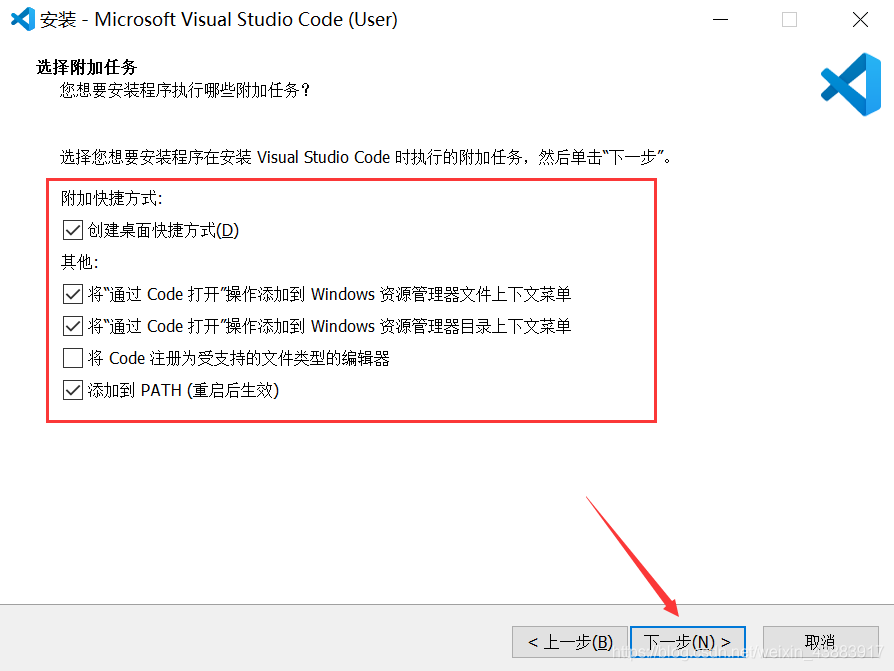 安装 - Microsoft Visual Studio Code (User)
选择附加任务
您想要安装程序执行哪些附加任务？
选择您想要安装程序在安装 Visual Studio Code 时执行的附加任务，然后单击“下一步”。
附加快捷方式:
创建桌面快捷方式(D)
其他:
将“通过 Code 打开”操作添加到 Windows 资源管理器文件上下文菜单
将“通过 Code 打开”操作添加到 Windows 资源管理器目录上下文菜单
将 Code 注册为受支持的文件类型的编辑器
添加到 PATH (重启后生效)
< 上一步(B) 下一步(N) > 取消